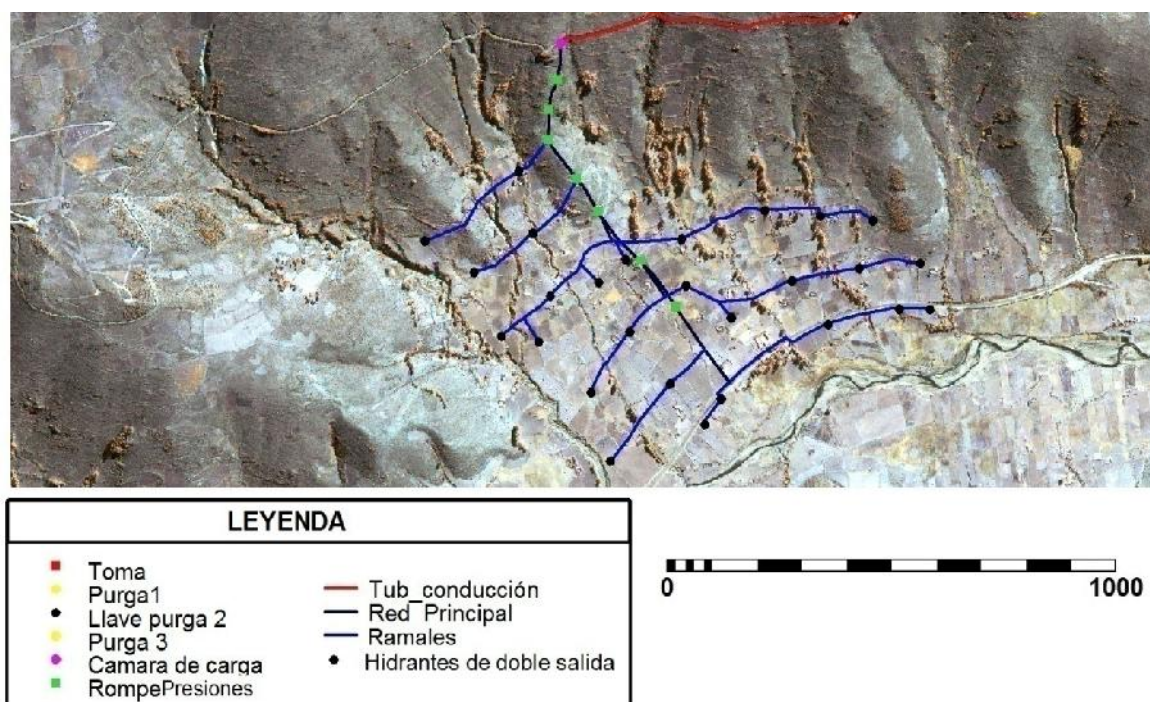 LEYENDA
Toma
Purga1
Llave purga 2
Purga 3
Camara de carga
RompePresiones
Tub_conducción
Red_Principal
Ramales
Hidrantes de doble salida
0 1000